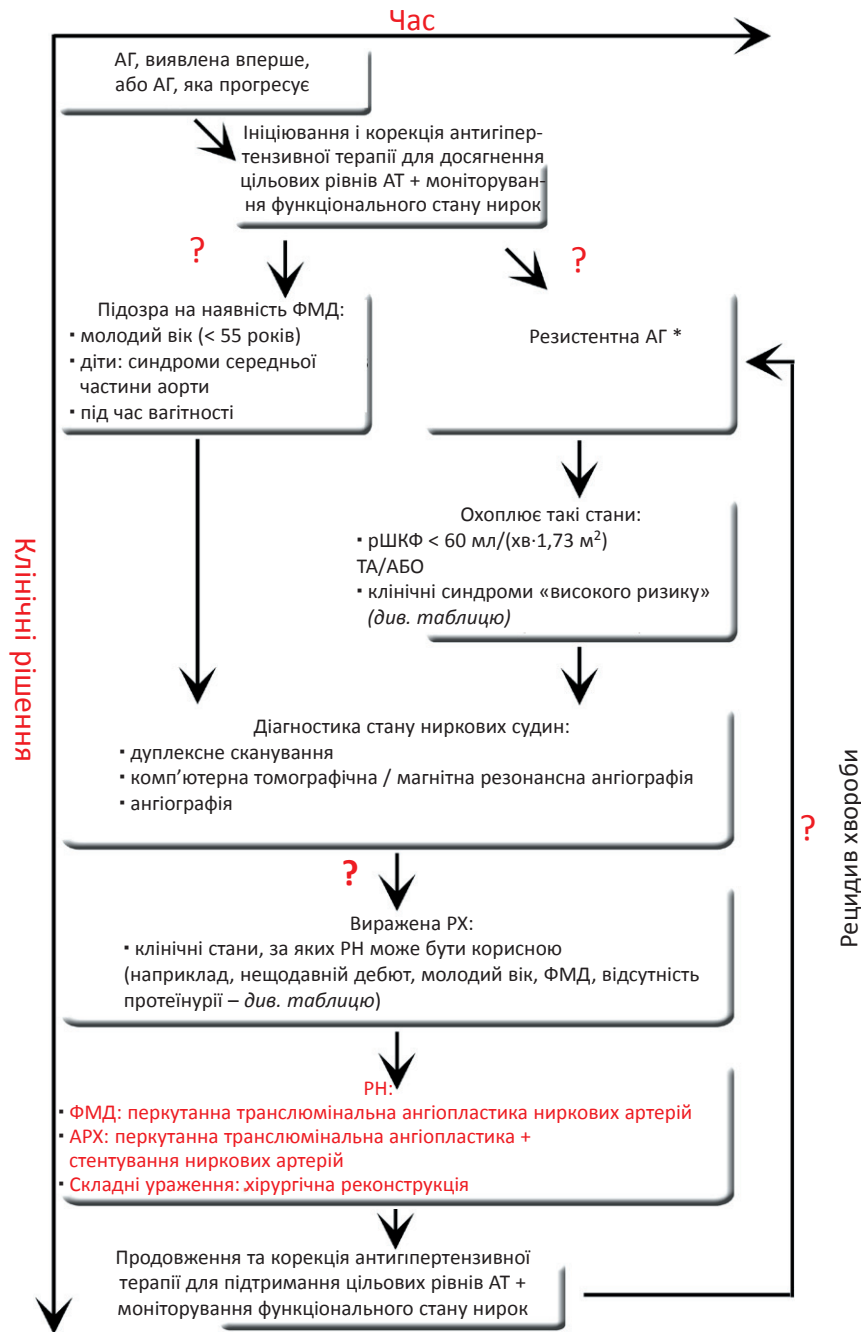 Час
АГ, виявлена вперше,
або АГ, яка прогресує
Ініціювання і корекція антигіпер-
тензивної терапії для досягнення
цільових рівнів АТ + моніторуван-
ня функціонального стану нирок
?
?
Підозра на наявність ФМД:
▪ молодий вік (< 55 років)
▪ діти: синдроми середньої
частини аорти
▪ під час вагітності
Резистентна АГ *
Охоплює такі стани:
▪ рШКФ < 60 мл/(хв·1,73 м²)
ТА/АБО
▪ клінічні синдроми «високого ризику»
(див. таблицю)
Клінічні рішення
Діагностика стану ниркових судин:
▪ дуплексне сканування
▪ комп’ютерна томографічна / магнітна резонансна ангіографія
▪ ангіографія
?
?
Рецидив хвороби
Виражена РХ:
▪ клінічні стани, за яких РН може бути корисною
(наприклад, нещодавній дебют, молодий вік, ФМД, відсутність
протеїнурії – див. таблицю)
РН:
▪ ФМД: перкутанна транслюмінальна ангіопластика ниркових артерій
▪ АРХ: перкутанна транслюмінальна ангіопластика +
стентування ниркових артерій
▪ Складні ураження: хірургічна реконструкція
Продовження та корекція антигіпертензивної
терапії для підтримання цільових рівнів АТ +
моніторування функціонального стану нирок